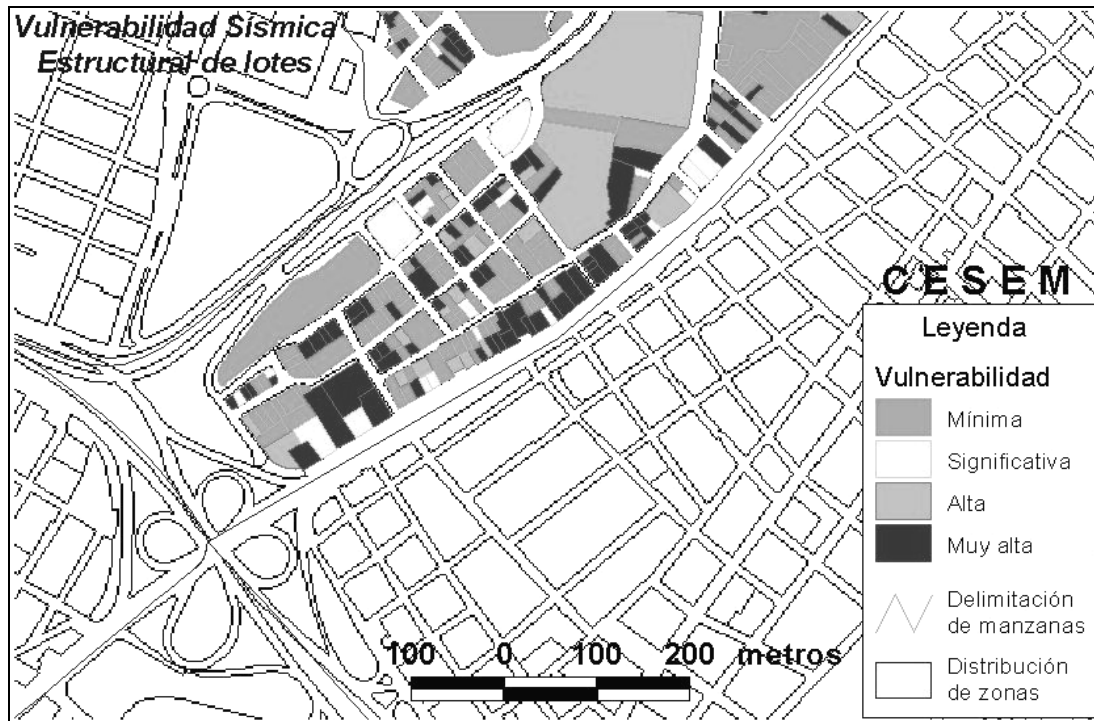 Vulnerabilidad Sísmica
Estructural de lotes
C E S E M
Leyenda
Vulnerabilidad
Mínima
Significativa
Alta
Muy alta
Delimitación
de manzanas
Distribución
de zonas
100 0 100 200 metros